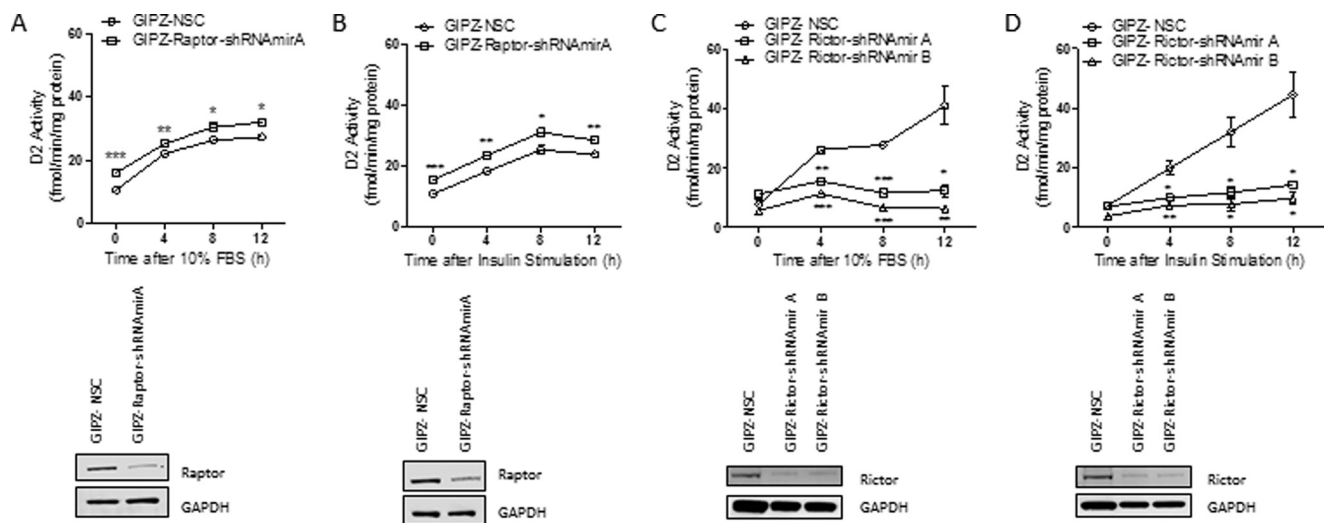 A
GIPZ-NSC
GIPZ-Raptor-shRNAmirA
D2 Activity
(fmol/min/mg protein)
60
40
20
0
***
**
*
*
0 4 8 12
Time after 10% FBS (h)
GIPZ- NSC
GIPZ-Raptor-shRNAmirA
Raptor
GAPDH
B
GIPZ-NSC
GIPZ-Raptor-shRNAmirA
D2 Activity
(fmol/min/mg protein)
60
40
20
0
***
**
*
**
0 4 8 12
Time after Insulin Stimulation (h)
GIPZ- NSC
GIPZ-Raptor-shRNAmirA
Raptor
GAPDH
C
GIPZ- NSC
GIPZ- Rictor-shRNAmir A
GIPZ- Rictor-shRNAmir B
D2 Activity
(fmol/min/mg protein)
60
40
20
0
**
***
*
***
***
**
0 4 8 12
Time after 10% FBS (h)
GIPZ-NSC
GIPZ-Rictor-shRNAmir A
GIPZ-Rictor-shRNAmir B
Rictor
GAPDH
D
GIPZ- NSC
GIPZ- Rictor-shRNAmir A
GIPZ- Rictor-shRNAmir B
D2 Activity
(fmol/min/mg protein)
60
40
20
0
*
*
*
**
*
*
0 4 8 12
Time after Insulin Stimulation (h)
GIPZ-NSC
GIPZ-Rictor-shRNAmir A
GIPZ-Rictor-shRNAmir B
Rictor
GAPDH